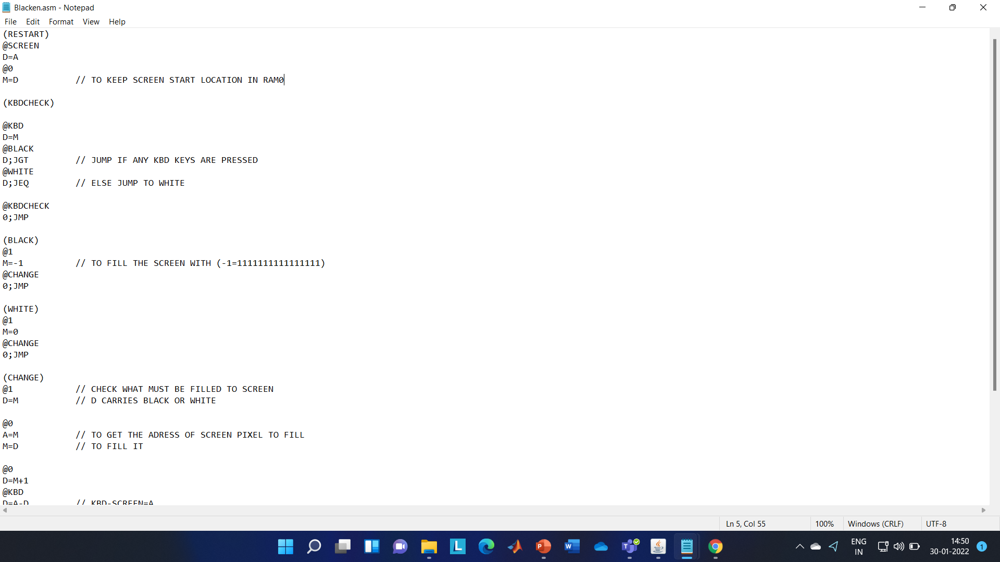 Blacken.asm - Notepad
File Edit Format View Help
(RESTART)
@SCREEN
D=A
@0
M=D // TO KEEP SCREEN START LOCATION IN RAM0
(KBDCHECK)
@KBD
D=M
@BLACK
D;JGT // JUMP IF ANY KBD KEYS ARE PRESSED
@WHITE
D;JEQ // ELSE JUMP TO WHITE
@KBDCHECK
0;JMP
(BLACK)
@1
M=-1 // TO FILL THE SCREEN WITH (-1=1111111111111111)
@CHANGE
0;JMP
(WHITE)
@1
M=0
@CHANGE
0;JMP
(CHANGE)
@1 // CHECK WHAT MUST BE FILLED TO SCREEN
D=M // D CARRIES BLACK OR WHITE
@0
A=M // TO GET THE ADRESS OF SCREEN PIXEL TO FILL
M=D // TO FILL IT
@0
D=M+1
@KBD
D=A-D // KBD-SCREEN=A
Ln 5, Col 55 100% Windows (CRLF) UTF-8
L P W T
ENG
IN
14:50
30-01-2022
1